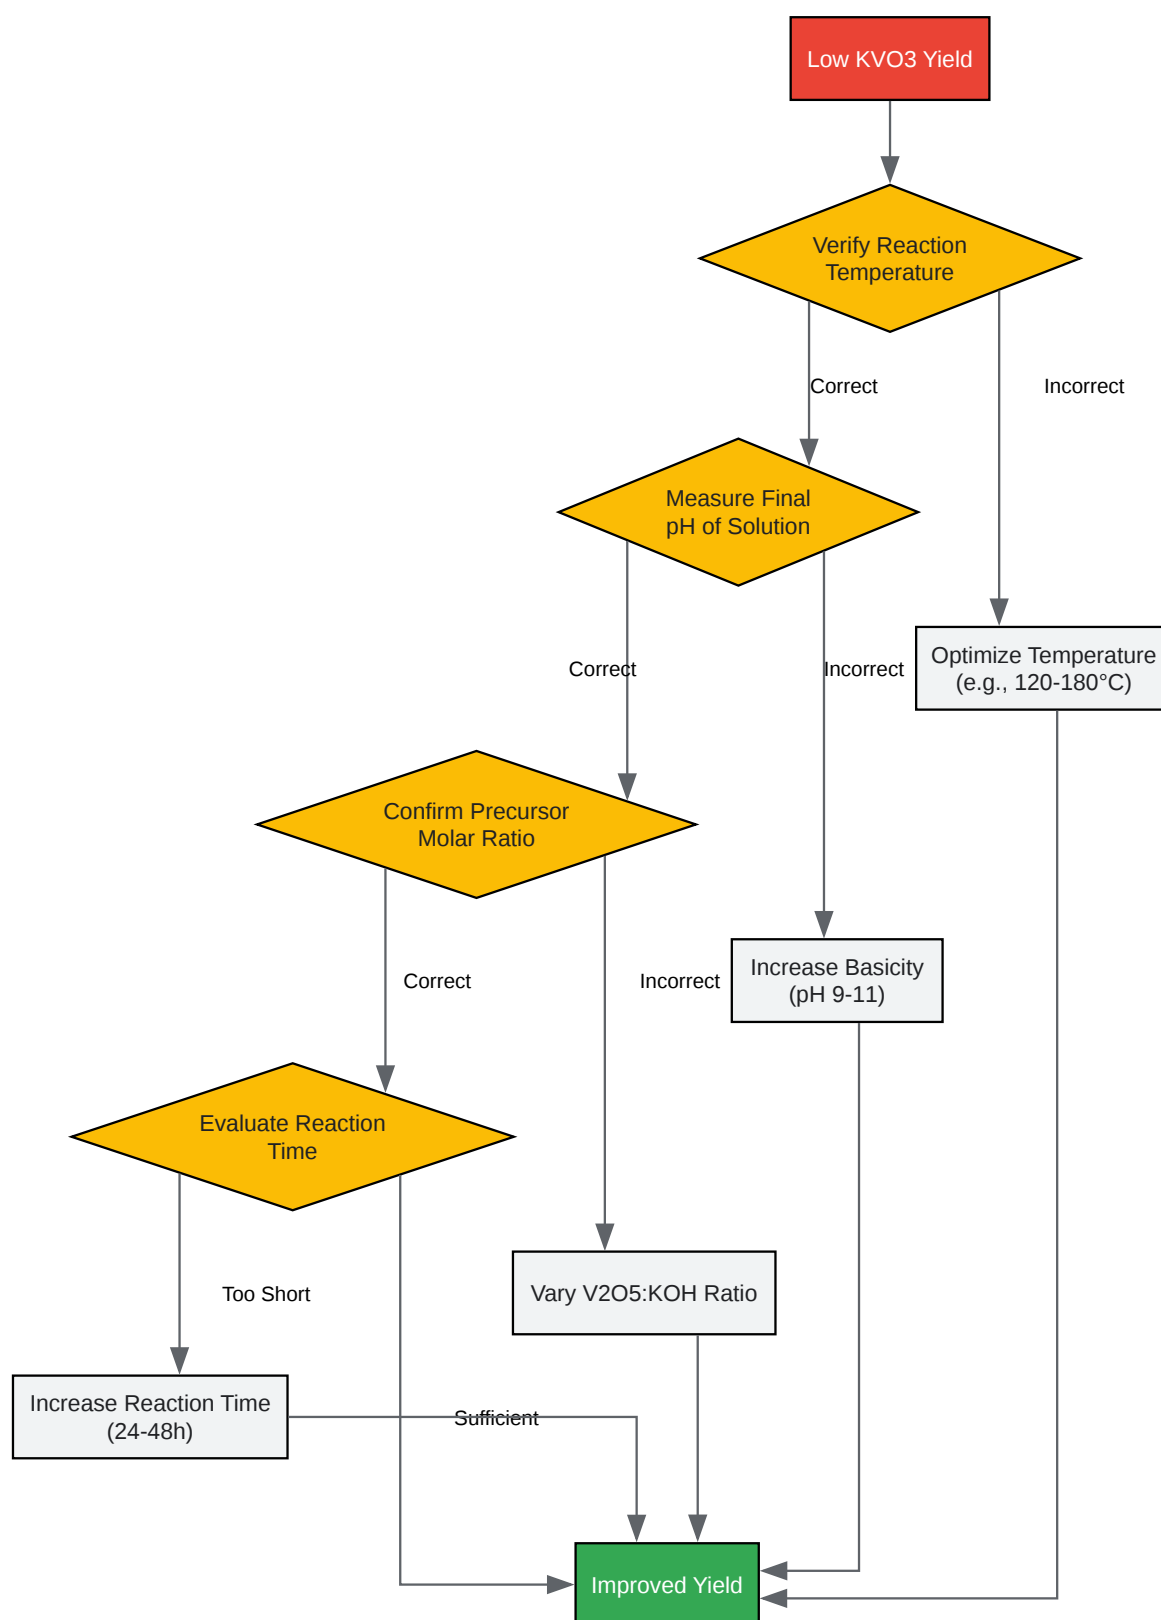 Low KVO3 Yield
Verify Reaction
Temperature
Correct
Incorrect
Measure Final
pH of Solution
Correct
Incorrect
Optimize Temperature
(e.g., 120-180°C)
Confirm Precursor
Molar Ratio
Correct
Incorrect
Increase Basicity
(pH 9-11)
Evaluate Reaction
Time
Too Short
Vary V2O5:KOH Ratio
Increase Reaction Time
(24-48h)
Sufficient
Improved Yield